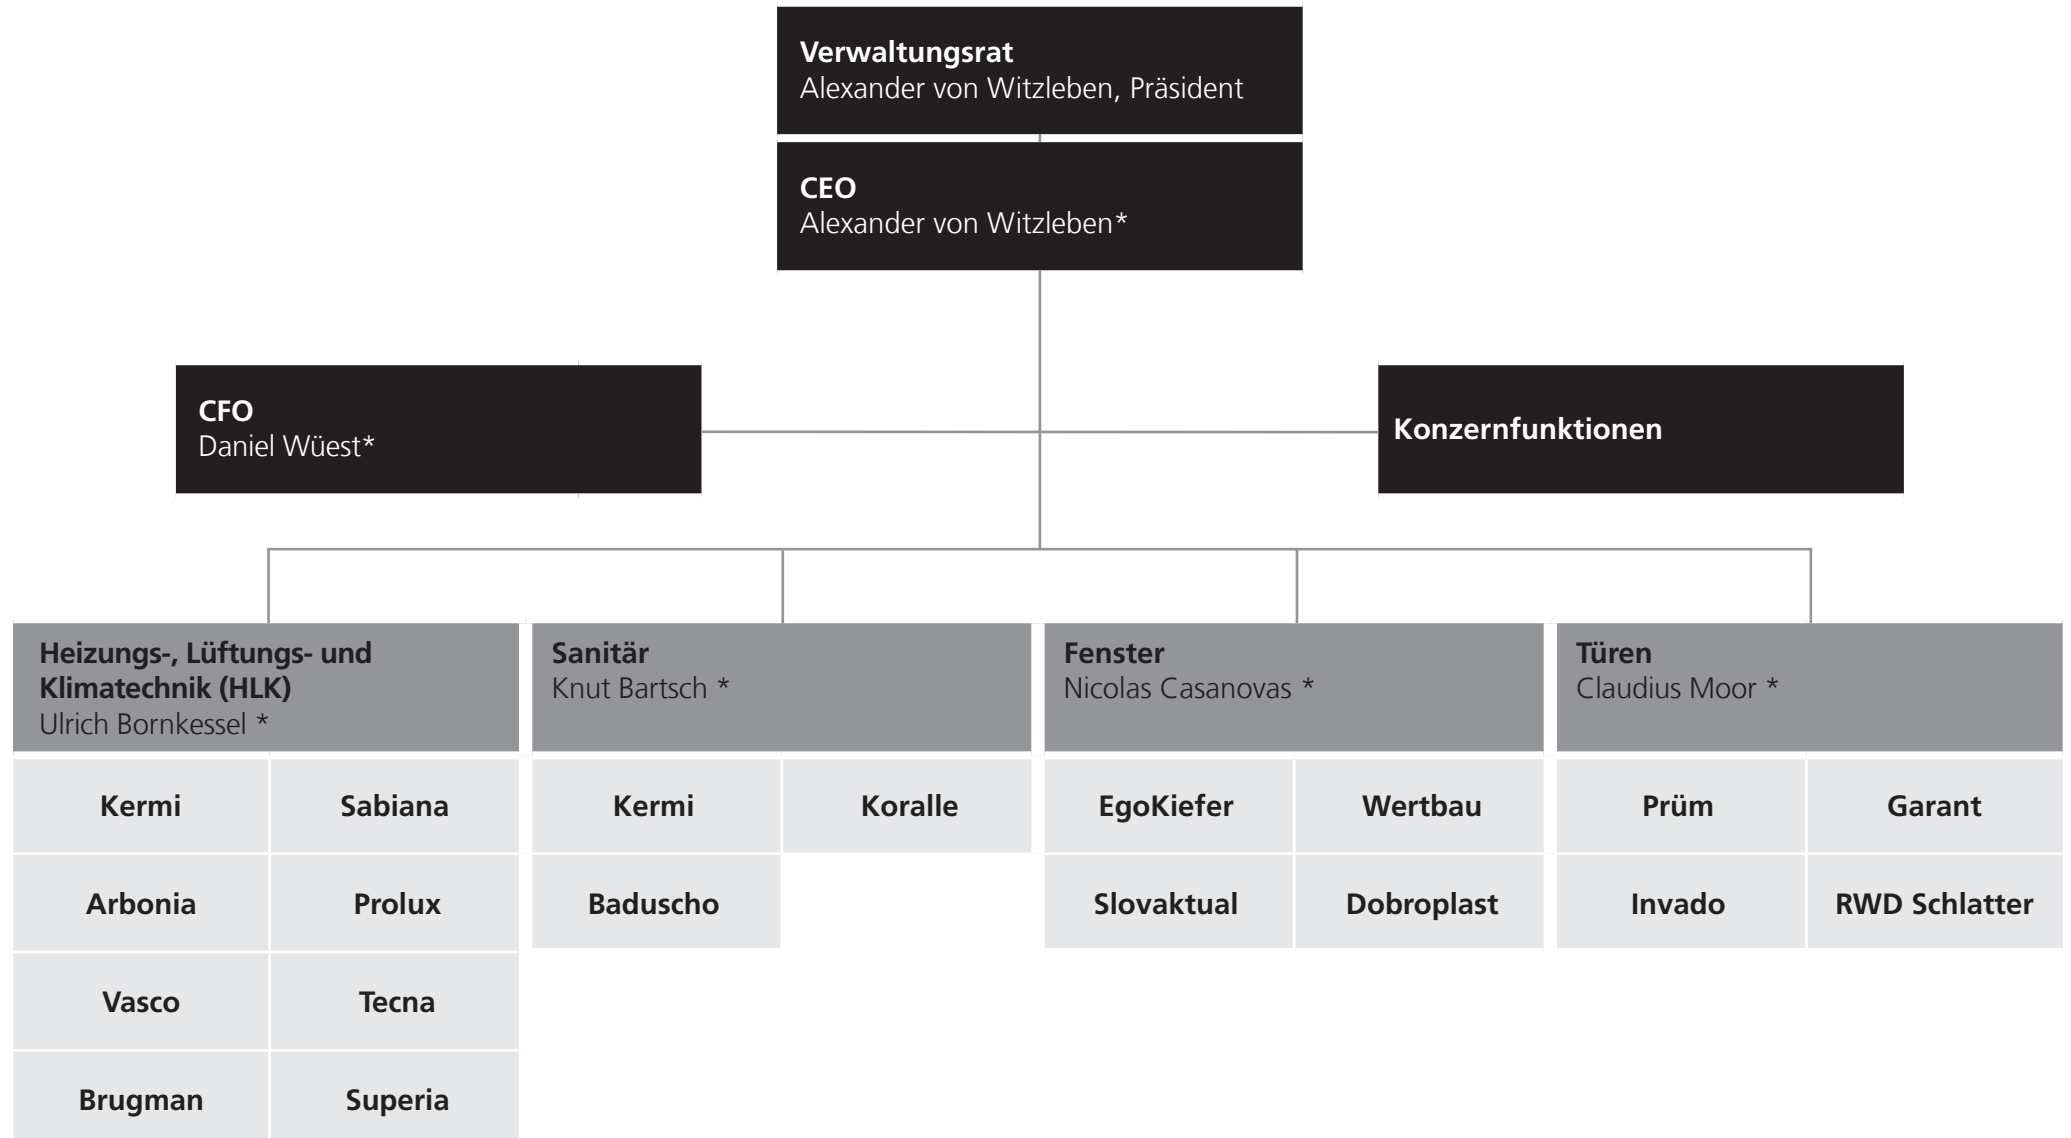 Verwaltungsrat
Alexander von Witzleben, Präsident
CEO
Alexander von Witzleben*
CFO
Daniel Wüest*
Konzernfunktionen
Heizungs-, Lüftungs- und
Klimatechnik (HLK)
Ulrich Bornkessel *
Sanitär
Knut Bartsch *
Fenster
Nicolas Casanovas *
Türen
Claudius Moor *
Kermi
Sabiana
Kermi
Koralle
EgoKiefer
Wertbau
Prüm
Garant
Arbonia
Prolux
Baduscho
Slovaktual
Dobroplast
Invado
RWD Schlatter
Vasco
Tecna
Brugman
Superia